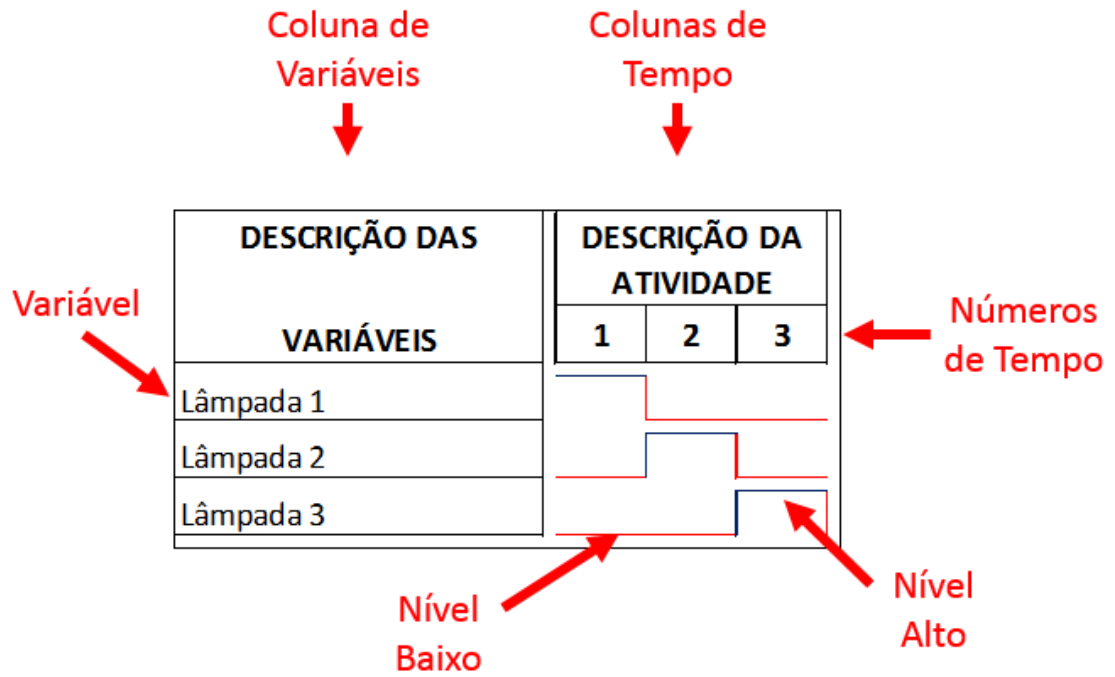 Coluna de
Variáveis
Colunas de
Tempo
DESCRIÇÃO DAS
VARIÁVEIS
DESCRIÇÃO DA
ATIVIDADE
1 2 3
Variável
Números
de Tempo
Lâmpada 1
Lâmpada 2
Lâmpada 3
Nível
Baixo
Nível
Alto